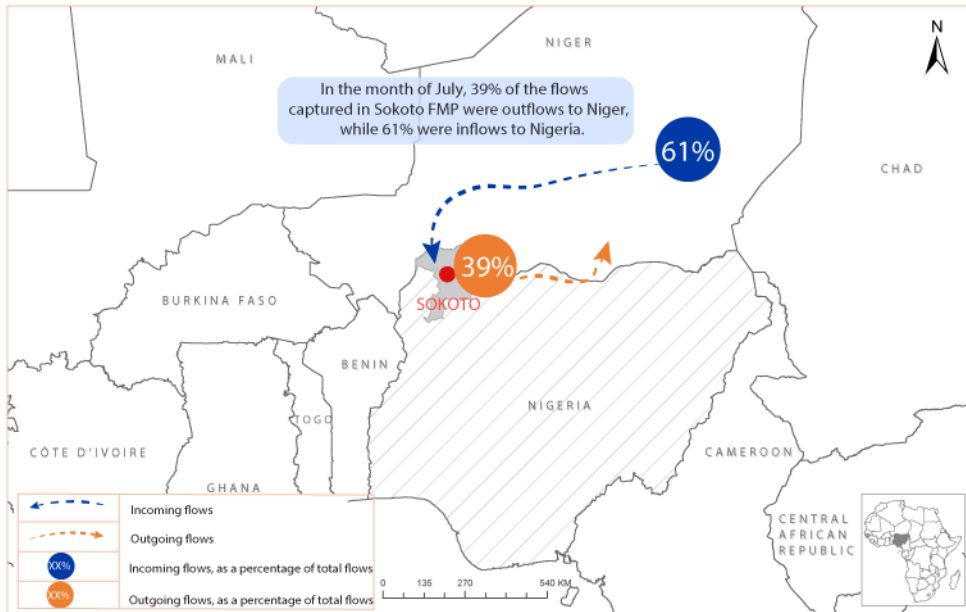 N
NIGER
MALI
In the month of July, 39% of the flows
captured in Sokoto FMP were outflows to Niger,
while 61% were inflows to Nigeria.
61%
CHAD
39%
BURKINA FASO
SOKOTO
BENIN
NIGERIA
TOGO
CÔTE D'IVOIRE
CAMEROON
GHANA
Incoming flows
Outgoing flows
XX%
Incoming flows, as a percentage of total flows
XX%
Outgoing flows, as a percentage of total flows
0 135 270 540 KM
CENTRAL
AFRICAN
REPUBLIC